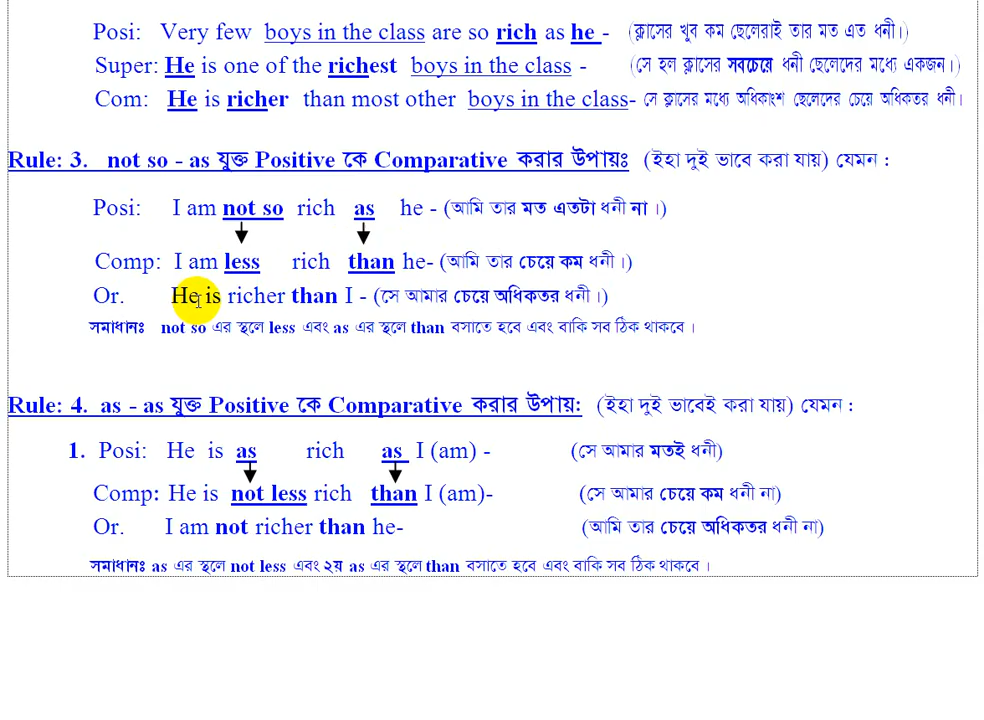 Posi: Very few boys in the class are so rich as he - (ক্লাসের খুব কম ছেলেরাই তার মত এত ধনী।)
Super: He is one of the richest boys in the class - (সে হল ক্লাসের সবচেয়ে ধনী ছেলেদের মধ্যে একজন।)
Com: He is richer than most other boys in the class- সে ক্লাসের মধ্যে অধিকাংশ ছেলেদের চেয়ে অধিকতর ধনী।
Rule: 3. not so - as যুক্ত Positive কে Comparative করার উপায়ঃ (ইহা দুই ভাবে করা যায়) যেমন :
Posi: I am not so rich as he - (আমি তার মত এতটা ধনী না।)
Comp: I am less rich than he- (আমি তার চেয়ে কম ধনী।)
Or. He is richer than I - (সে আমার চেয়ে অধিকতর ধনী।)
সমাধানঃ not so এর স্থলে less এবং as এর স্থলে than বসাতে হবে এবং বাকি সব ঠিক থাকবে।
Rule: 4. as - as যুক্ত Positive কে Comparative করার উপায়: (ইহা দুই ভাবেই করা যায়) যেমন :
1. Posi: He is as rich as I (am) - (সে আমার মতই ধনী)
Comp: He is not less rich than I (am)- (সে আমার চেয়ে কম ধনী না)
Or. I am not richer than he- (আমি তার চেয়ে অধিকতর ধনী না)
সমাধানঃ as এর স্থলে not less এবং ২য় as এর স্থলে than বসাতে হবে এবং বাকি সব ঠিক থাকবে।